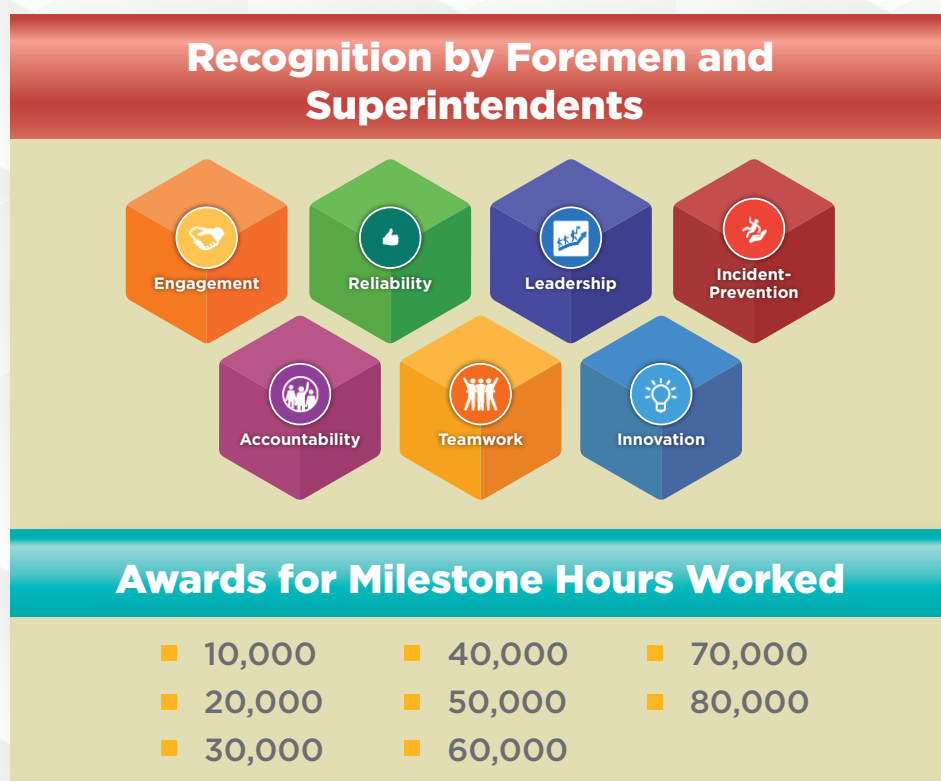 Recognition by Foremen and
Superintendents
Engagement
Reliability
Leadership
Incident-
Prevention
Accountability
Teamwork
Innovation
Awards for Milestone Hours Worked
10,000
20,000
30,000
40,000
50,000
60,000
70,000
80,000